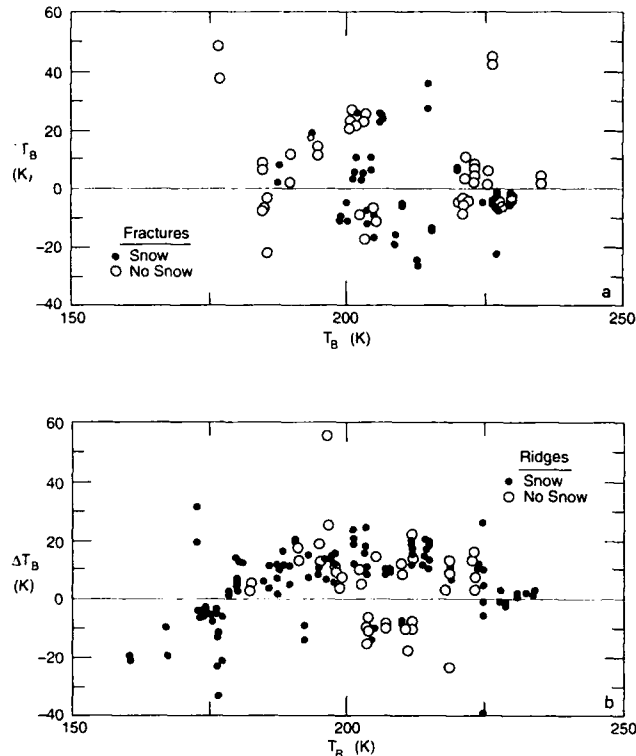 60
40
20
T_B
(K)
0
-20
-40
Fractures
Snow
No Snow
a
150
200
250
T_B (K)
60
40
20
ΔT_B
(K)
0
-20
-40
Ridges
Snow
No Snow
b
150
200
250
T_B (K)